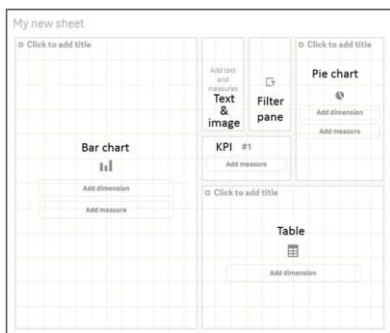 My new sheet
Click to add title
Bar chart
Add dimension
Add measure
Add text
and
measures
Text
&
image
Filter
pane
Click to add title
Pie chart
Add dimension
Add measure
KPI #1
Add measure
Click to add title
Table
Add dimension